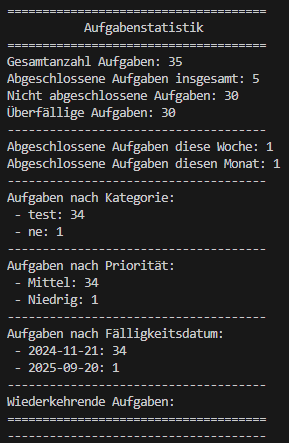 =====================================
Aufgabenstatistik
=====================================
Gesamtanzahl Aufgaben: 35
Abgeschlossene Aufgaben insgesamt: 5
Nicht abgeschlossene Aufgaben: 30
Überfällige Aufgaben: 30
-------------------------------------
Abgeschlossene Aufgaben diese Woche: 1
Abgeschlossene Aufgaben diesen Monat: 1
-------------------------------------
Aufgaben nach Kategorie:
- test: 34
- ne: 1
-------------------------------------
Aufgaben nach Priorität:
- Mittel: 34
- Niedrig: 1
-------------------------------------
Aufgaben nach Fälligkeitsdatum:
- 2024-11-21: 34
- 2025-09-20: 1
-------------------------------------
Wiederkehrende Aufgaben:
=====================================
-------------------------------------